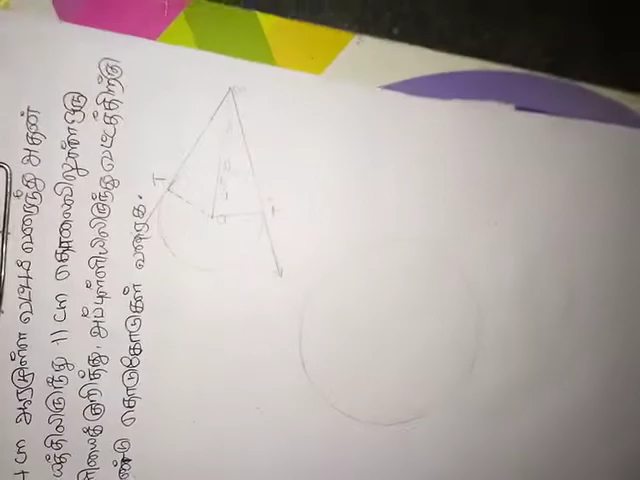 4 cm ஆரமுள்ள வட்டம் வரைந்து அதன்
யத்திலிருந்து 11 cm தொலைவிலுள்ள ஒரு
ளியைக் குறித்து, அப்புள்ளியிலிருந்து வட்டத்திற்கு
ண்டு தொடுகோடுகள் வரைக.
T
T